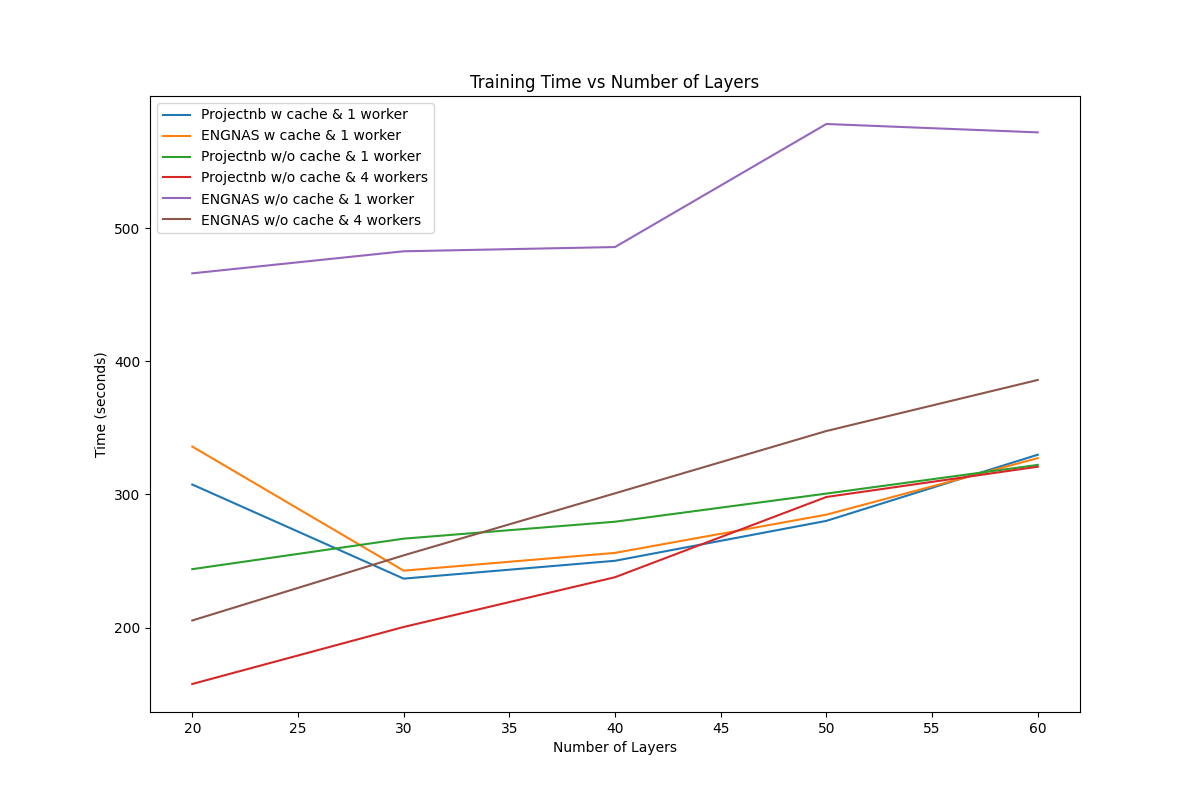 Training Time vs Number of Layers
Projectnb w cache & 1 worker
ENGNAS w cache & 1 worker
Projectnb w/o cache & 1 worker
Projectnb w/o cache & 4 workers
ENGNAS w/o cache & 1 worker
ENGNAS w/o cache & 4 workers
500
400
300
200
Time (seconds)
20 25 30 35 40 45 50 55 60
Number of Layers